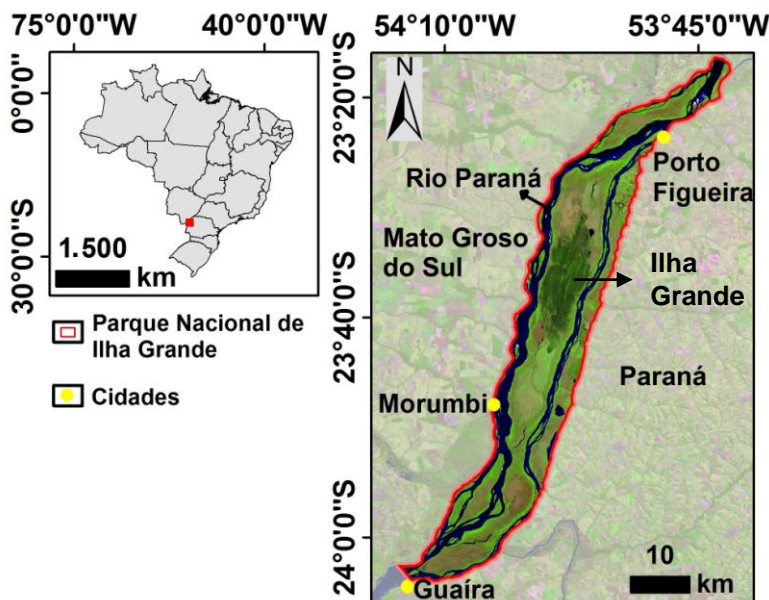 75°0'0"W
40°0'0"W
0°0'0"
30°0'0"S
1.500
km
Parque Nacional de
Ilha Grande
Cidades
54°10'0"W
53°45'0"W
23°20'0"S
23°40'0"S
24°0'0"S
N
Rio Paraná
Porto
Figueira
Mato Groso
do Sul
Ilha
Grande
Paraná
Morumbi
Guaíra
10
km